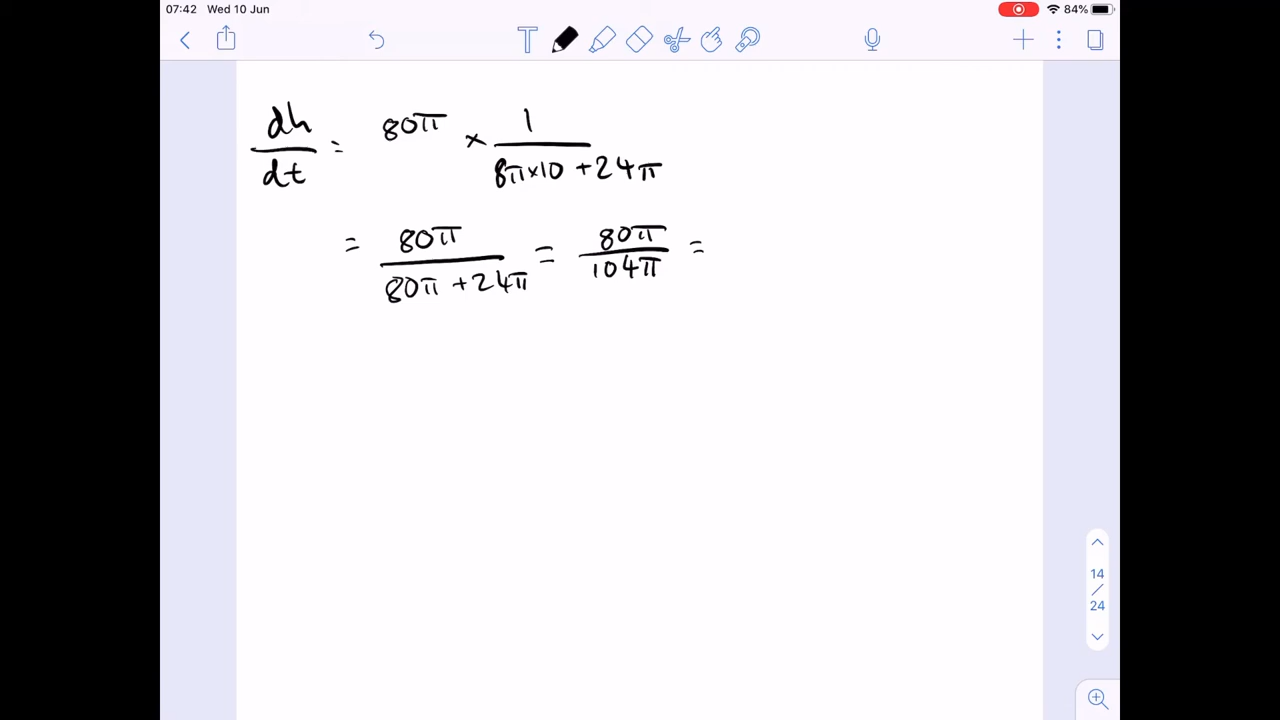 07:42 Wed 10 Jun 84%
T
dh/dt = 80π × 1/(8π×10 + 24π)
= 80π/(80π + 24π) = 80π/104π =
14
/
24